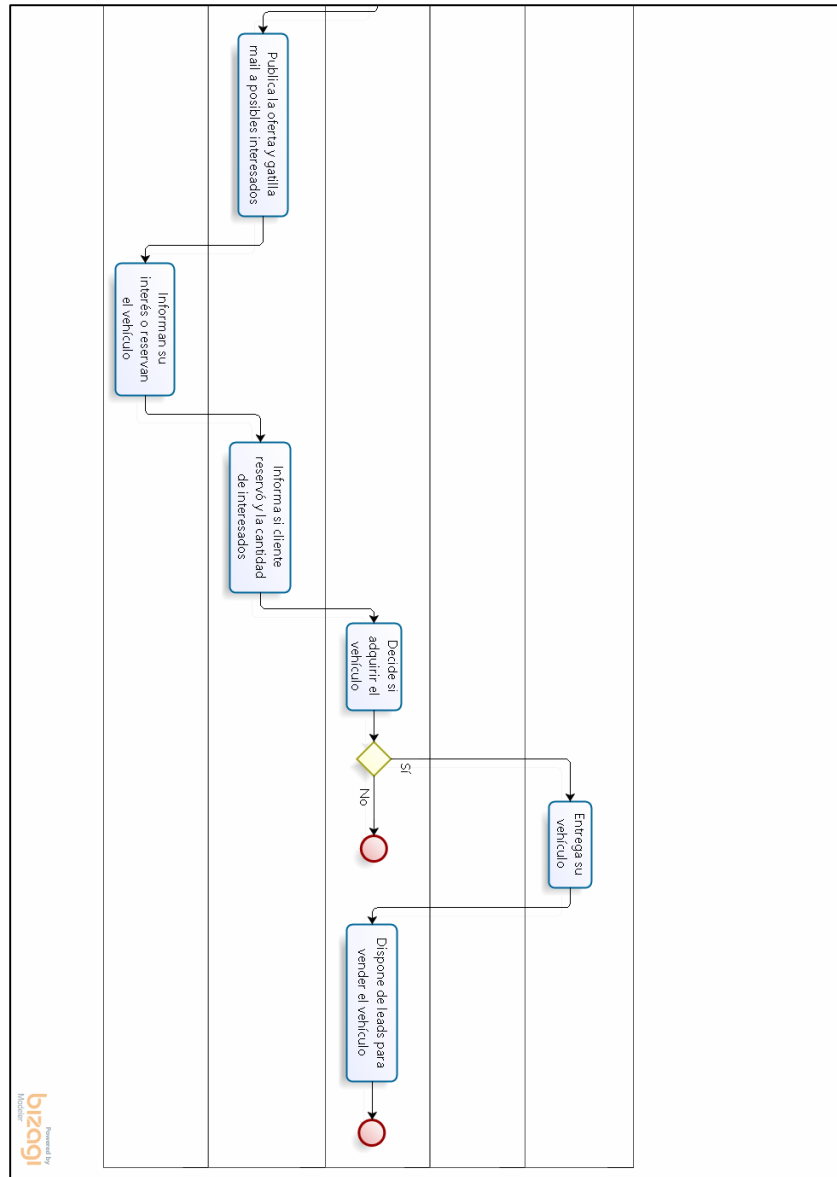 Publica la oferta y gatilla
mail a posibles interesados
Informan su
interés o reservan
el vehículo
Informa si cliente
reservó y la cantidad
de interesados
Decide si
adquirir el
vehículo
Sí
No
Entrega su
vehículo
Dispone de leads para
vender el vehículo
Powered by
bizagi
Modeler